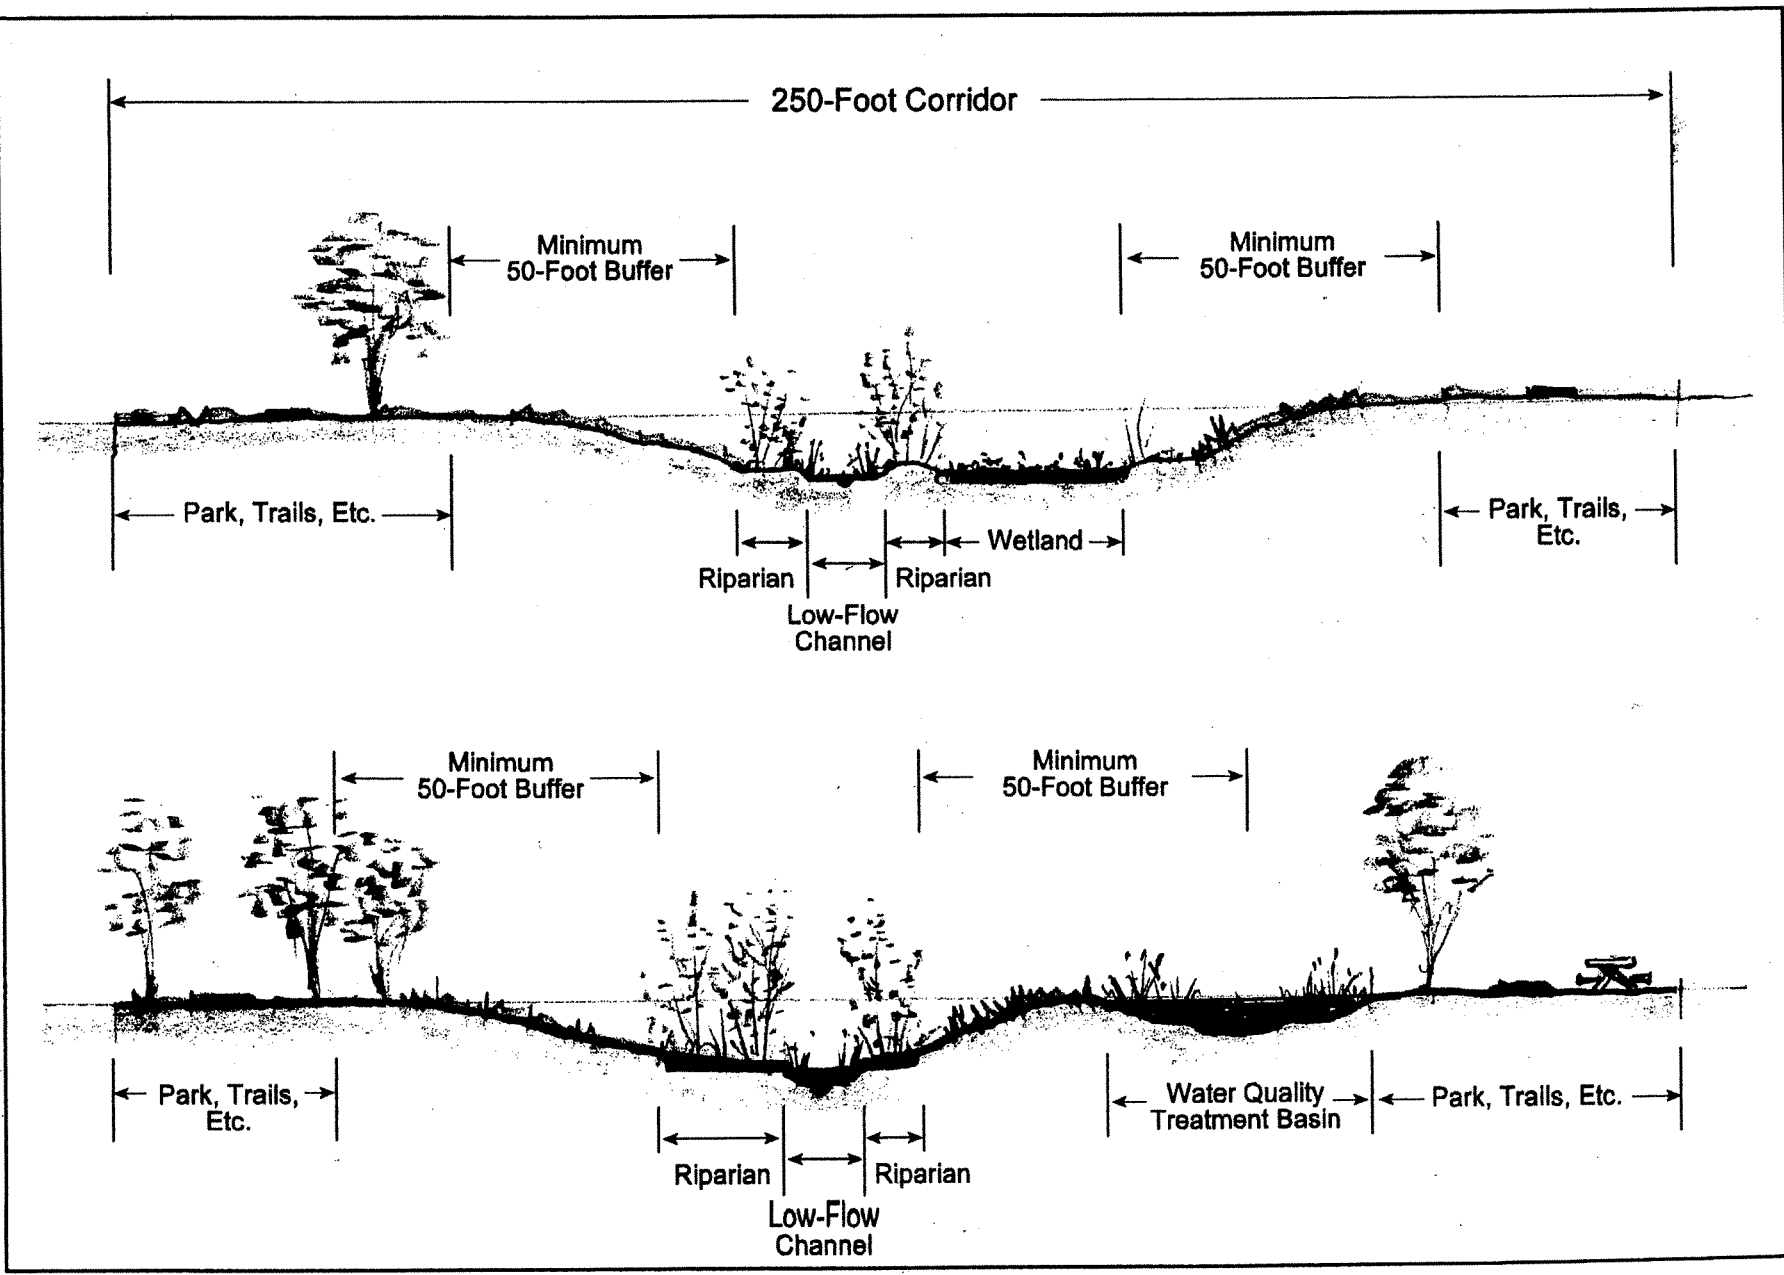 250-Foot Corridor
Minimum
50-Foot Buffer
Minimum
50-Foot Buffer
Park, Trails, Etc.
Wetland
Park, Trails,
Etc.
Riparian
Riparian
Low-Flow
Channel
Minimum
50-Foot Buffer
Minimum
50-Foot Buffer
Park, Trails,
Etc.
Water Quality
Treatment Basin
Park, Trails, Etc.
Riparian
Riparian
Low-Flow
Channel